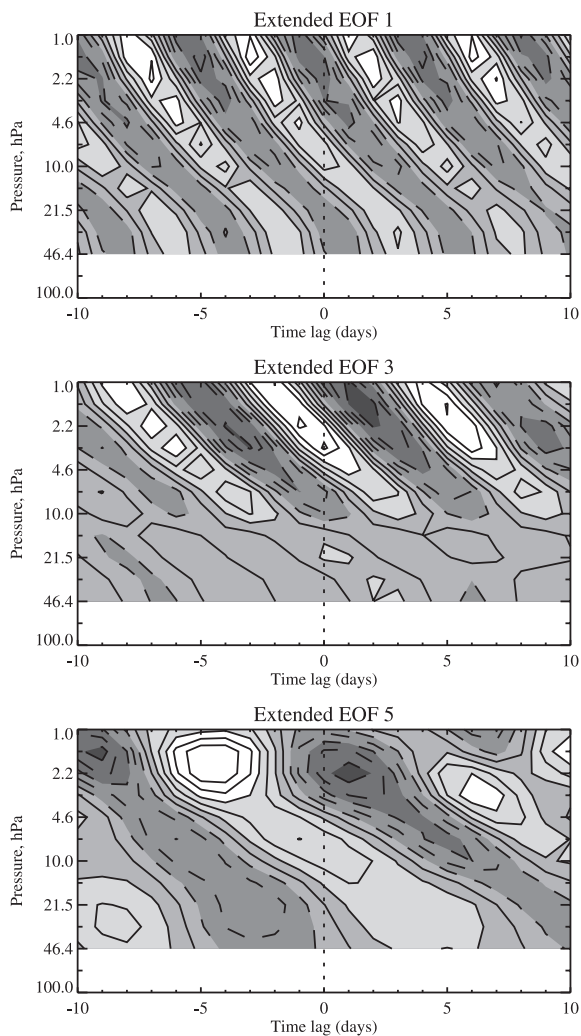 Extended EOF 1
Pressure, hPa
1.0
2.2
4.6
10.0
21.5
46.4
100.0
-10 -5 0 5 10
Time lag (days)
Extended EOF 3
Pressure, hPa
1.0
2.2
4.6
10.0
21.5
46.4
100.0
-10 -5 0 5 10
Time lag (days)
Extended EOF 5
Pressure, hPa
1.0
2.2
4.6
10.0
21.5
46.4
100.0
-10 -5 0 5 10
Time lag (days)